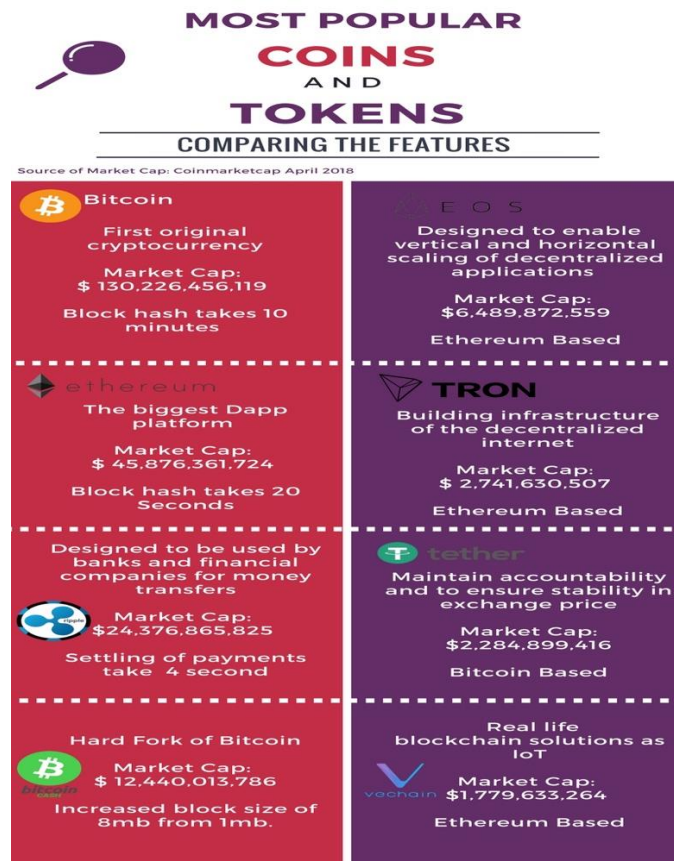 MOST POPULAR
COINS
AND
TOKENS
COMPARING THE FEATURES
Source of Market Cap: Coinmarketcap April 2018
Bitcoin
First original
cryptocurrency
Market Cap:
$ 130,226,456,119
Block hash takes 10
minutes
ethereum
The biggest Dapp
platform
Market Cap:
$ 45,876,361,724
Block hash takes 20
Seconds
Designed to be used by
banks and financial
companies for money
transfers
ripple
Market Cap:
$24,376,865,825
Settling of payments
take 4 second
Hard Fork of Bitcoin
bitcoin
CASH
Market Cap:
$ 12,440,013,786
Increased block size of
8mb from 1mb.
EOS
Designed to enable
vertical and horizontal
scaling of decentralized
applications
Market Cap:
$6,489,872,559
Ethereum Based
TRON
Building infrastructure
of the decentralized
internet
Market Cap:
$ 2,741,630,507
Ethereum Based
tether
Maintain accountability
and to ensure stability in
exchange price
Market Cap:
$2,284,899,416
Bitcoin Based
Real life
blockchain solutions as
IoT
vechain
Market Cap:
$1,779,633,264
Ethereum Based